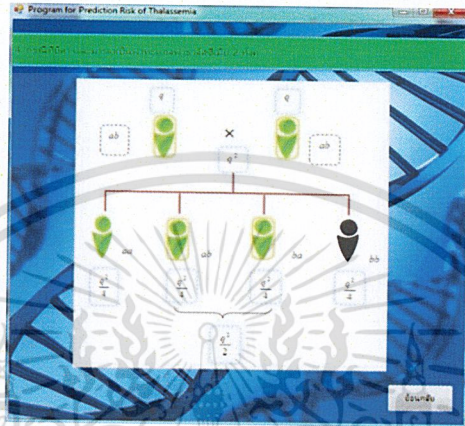 Program for Prediction Risk of Thalassemia
q q
ab × ab
q²
aa ab ba bb
q²/4 q²/4 q²/4 q²/4
q²/2
ย้อนกลับ